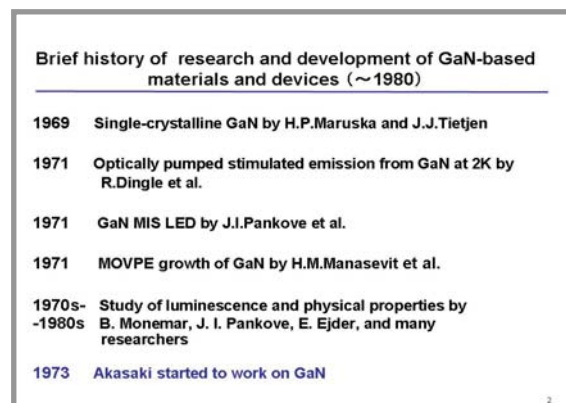 Brief history of research and development of GaN-based
materials and devices（～1980）
1969 Single-crystalline GaN by H.P.Maruska and J.J.Tietjen
1971 Optically pumped stimulated emission from GaN at 2K by
R.Dingle et al.
1971 GaN MIS LED by J.I.Pankove et al.
1971 MOVPE growth of GaN by H.M.Manasevit et al.
1970s- Study of luminescence and physical properties by
-1980s B. Monemar, J. I. Pankove, E. Ejder, and many
researchers
1973 Akasaki started to work on GaN
2